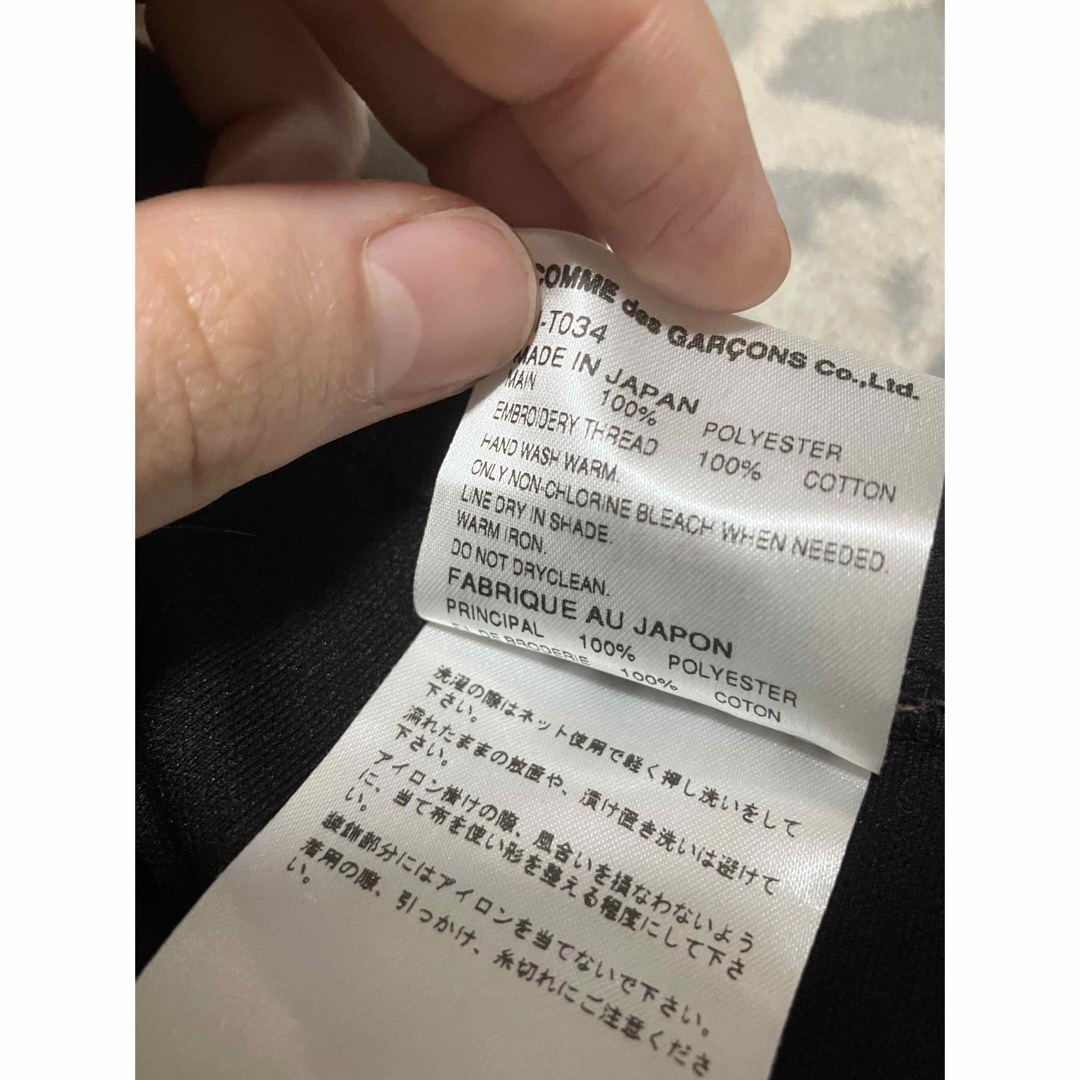 COMME des GARÇONS Co.,Ltd.
-T034
MADE IN JAPAN
MAIN 100% POLYESTER
EMBROIDERY THREAD 100% COTTON
HAND WASH WARM.
ONLY NON-CHLORINE BLEACH WHEN NEEDED.
LINE DRY IN SHADE.
WARM IRON.
DO NOT DRYCLEAN.
FABRIQUE AU JAPON
PRINCIPAL 100% POLYESTER
DE BRODERIE 100% COTON
洗濯の際はネット使用で軽く押し洗いをして
下さい。
濡れたままの放置や、漬け置き洗いは避けて
下さい。
アイロン掛けの際、風合いを損なわないよう
に、当て布を使い形を整える程度にして下さ
い。
装飾部分にはアイロンを当てないで下さい。
着用の際、引っかけ、糸切れにご注意くださ
い。